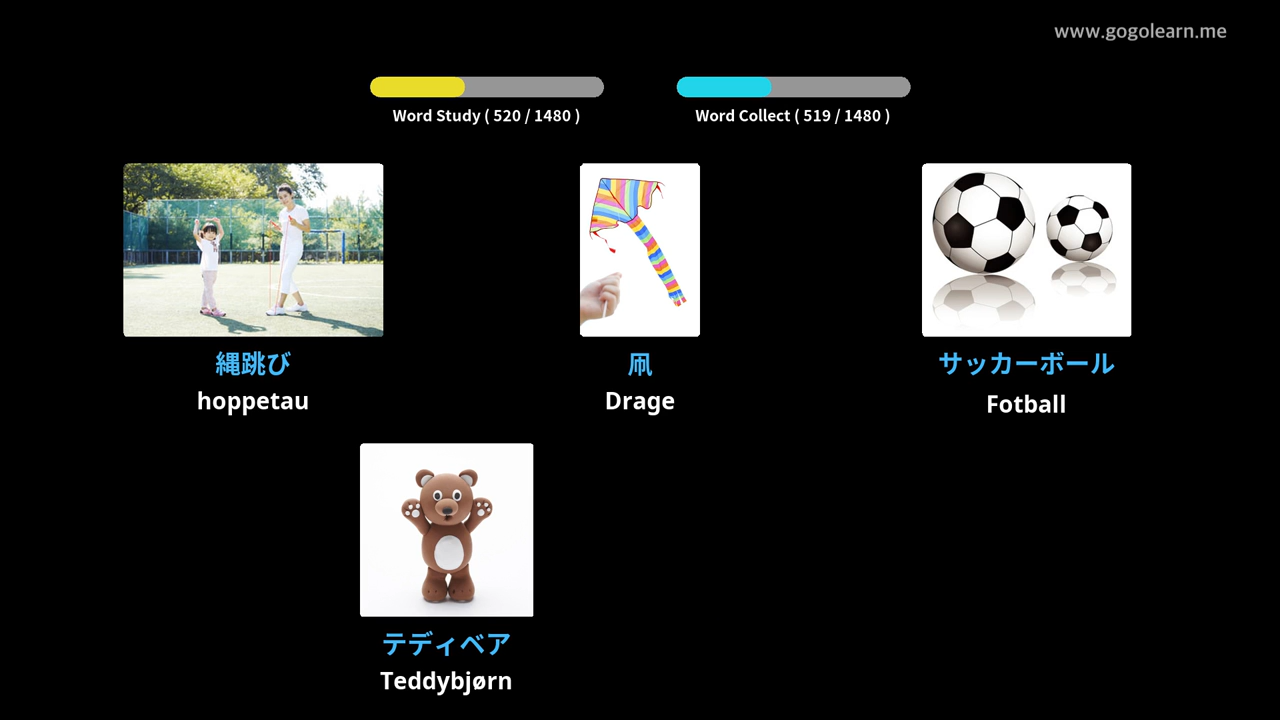 www.gogolearn.me
Word Study ( 520 / 1480 )
Word Collect ( 519 / 1480 )
縄跳び
hoppetau
凧
Drage
サッカーボール
Fotball
テディベア
Teddybjørn